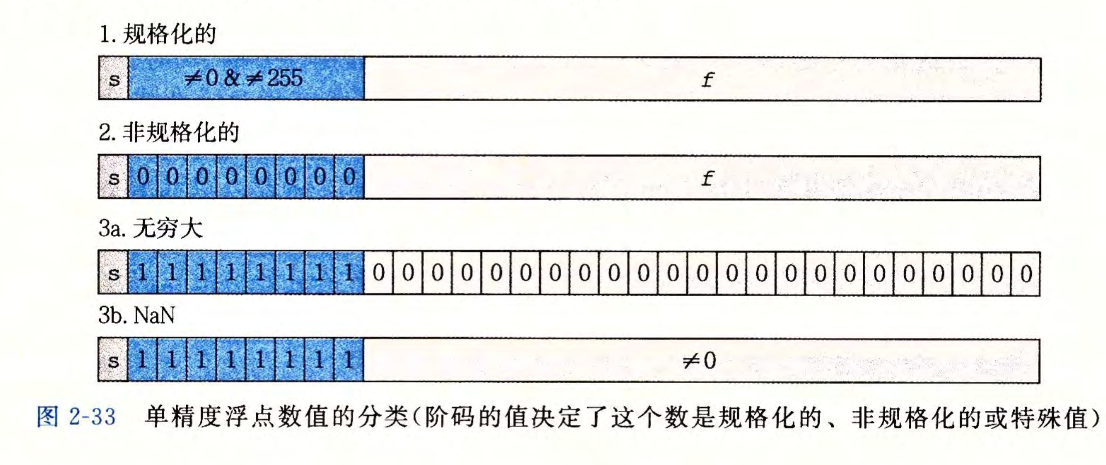 1. 规格化的
s ≠0 & ≠255 f
2. 非规格化的
s 0 0 0 0 0 0 0 0 f
3a. 无穷大
s 1 1 1 1 1 1 1 1 0 0 0 0 0 0 0 0 0 0 0 0 0 0 0 0 0 0 0 0 0 0 0
3b. NaN
s 1 1 1 1 1 1 1 1 ≠0
图 2-33 单精度浮点数值的分类(阶码的值决定了这个数是规格化的、非规格化的或特殊值)